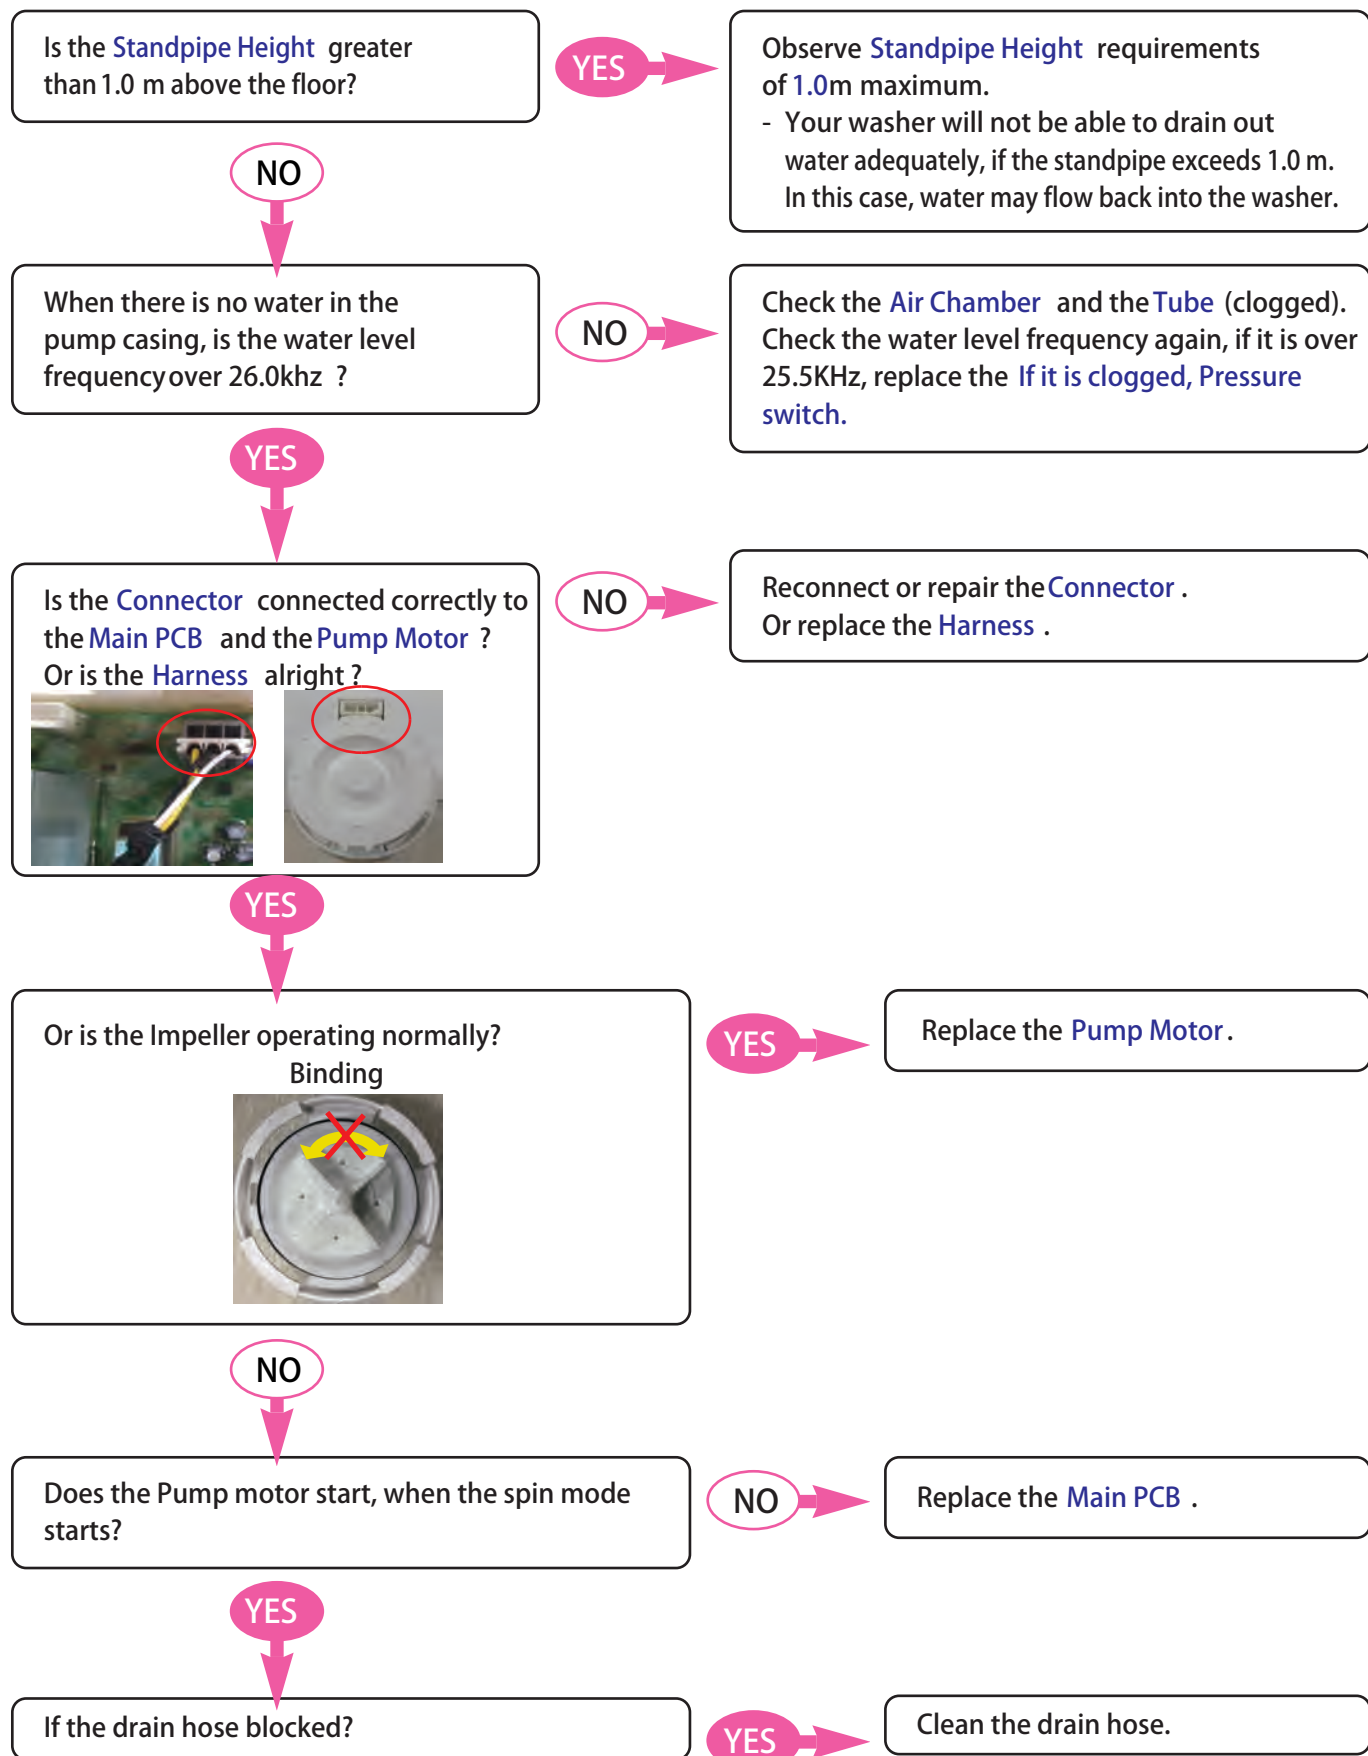 Is the Standpipe Height greater
than 1.0 m above the floor?
YES
Observe Standpipe Height requirements
of 1.0m maximum.
- Your washer will not be able to drain out
water adequately, if the standpipe exceeds 1.0 m.
In this case, water may flow back into the washer.
NO
When there is no water in the
pump casing, is the water level
frequency over 26.0khz ?
NO
Check the Air Chamber and the Tube (clogged).
Check the water level frequency again, if it is over
25.5KHz, replace the If it is clogged, Pressure
switch.
YES
Is the Connector connected correctly to
the Main PCB and the Pump Motor ?
Or is the Harness alright ?
NO
Reconnect or repair the Connector .
Or replace the Harness .
YES
Or is the Impeller operating normally?
Binding
YES
Replace the Pump Motor .
NO
Does the Pump motor start, when the spin mode
starts?
NO
Replace the Main PCB .
YES
If the drain hose blocked?
YES
Clean the drain hose.